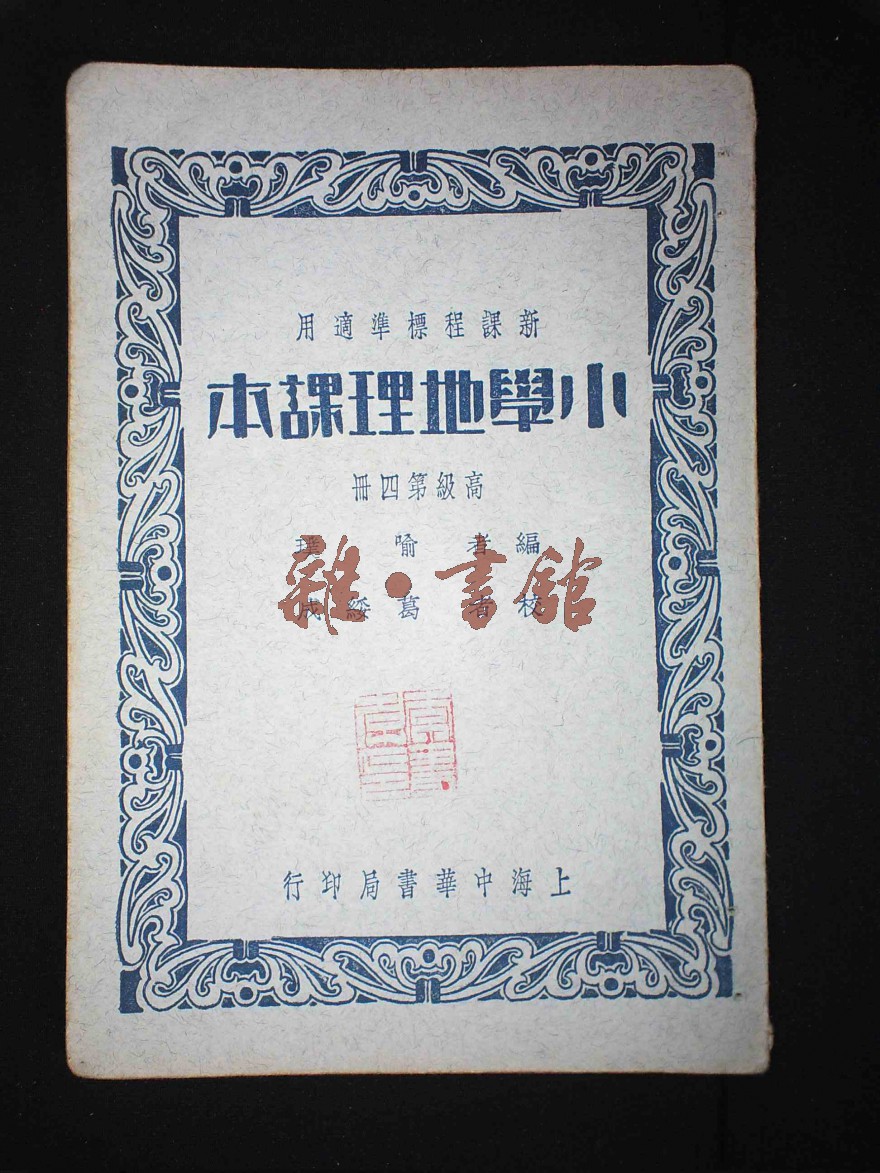 新課程標準適用
小學地理課本
高級第四冊
編者 喻璞
雜·書館
校者 葛綏成
上海中華書局印行